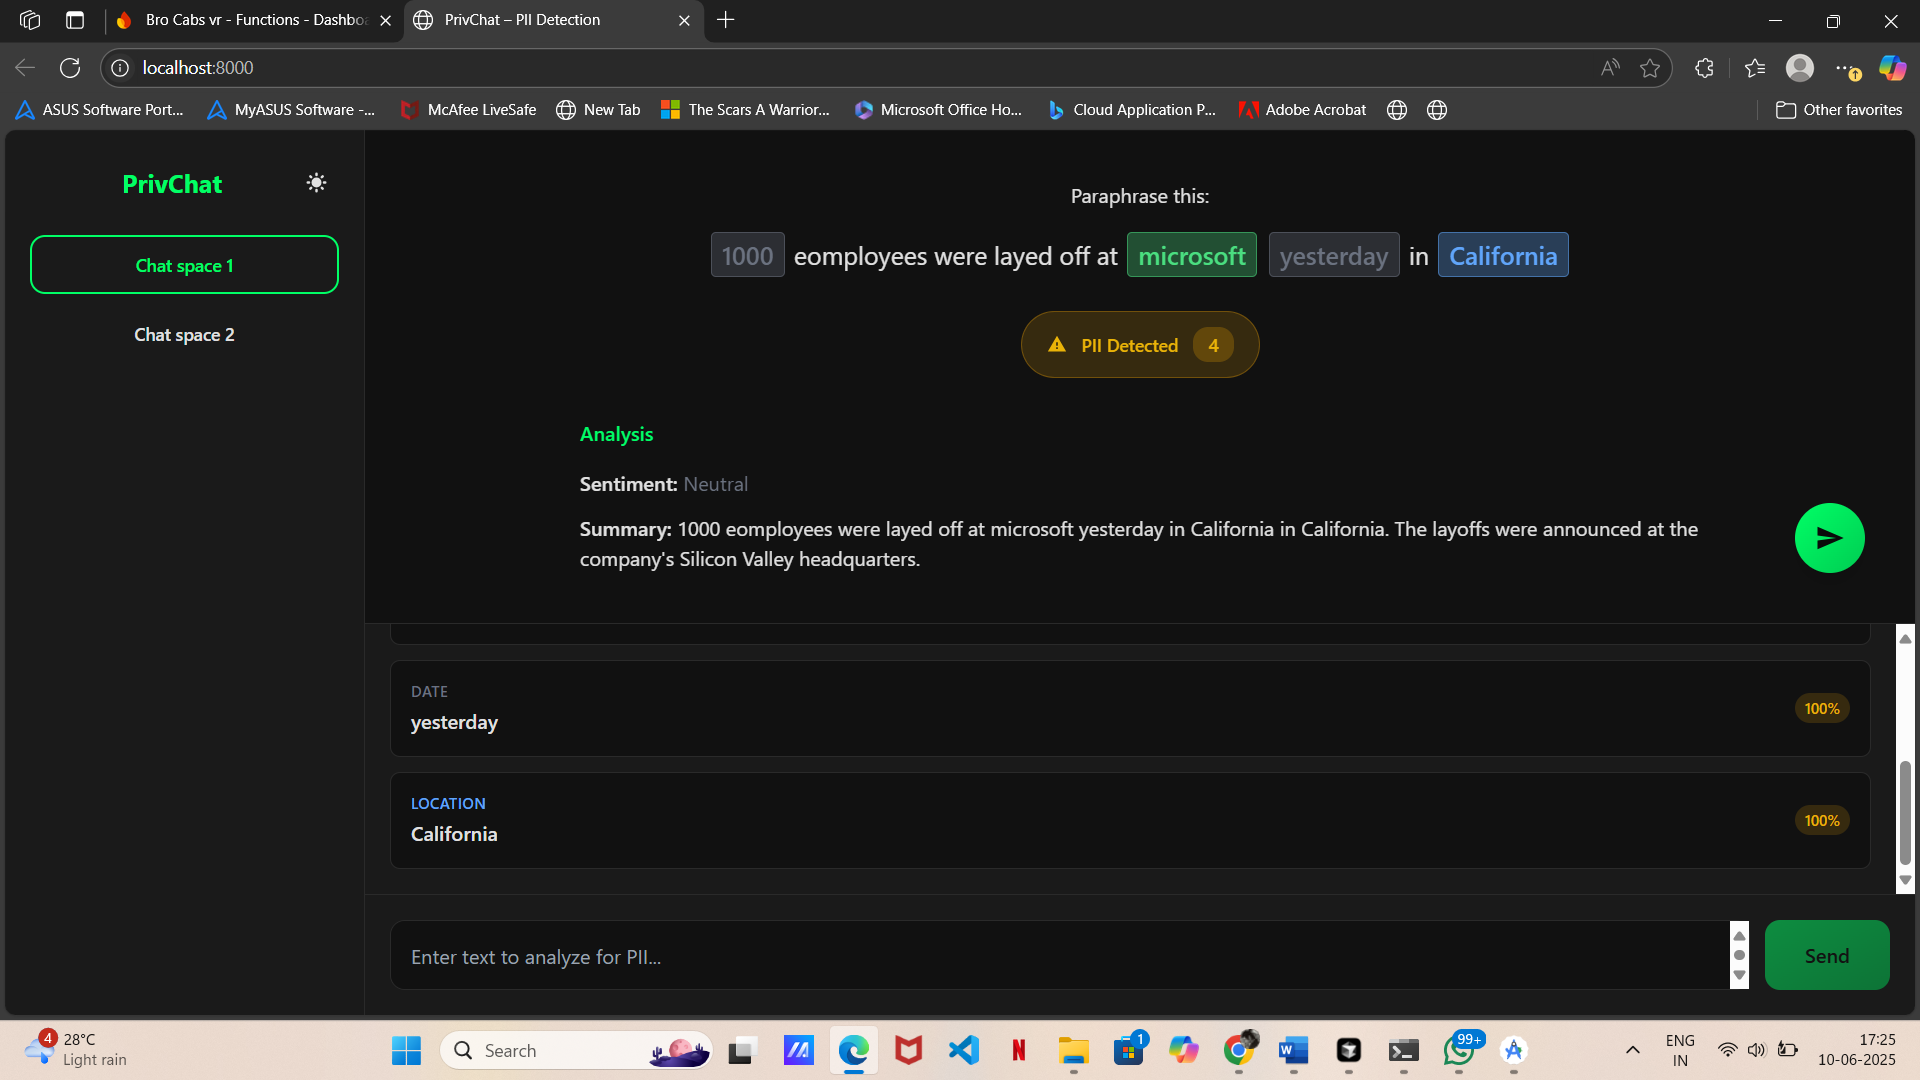 Bro Cabs vr - Functions - Dashbo
PrivChat – PII Detection
localhost:8000
ASUS Software Port...
MyASUS Software -...
McAfee LiveSafe
New Tab
The Scars A Warrior...
Microsoft Office Ho...
Cloud Application P...
Adobe Acrobat
Other favorites
PrivChat
Chat space 1
Chat space 2
Paraphrase this:
1000 eomployees were layed off at microsoft yesterday in California
PII Detected 4
Analysis
Sentiment: Neutral
Summary: 1000 eomployees were layed off at microsoft yesterday in California in California. The layoffs were announced at the
company's Silicon Valley headquarters.
DATE
yesterday
100%
LOCATION
California
100%
Enter text to analyze for PII...
Send
4
28°C
Light rain
Search
1
99+
ENG
IN
17:25
10-06-2025